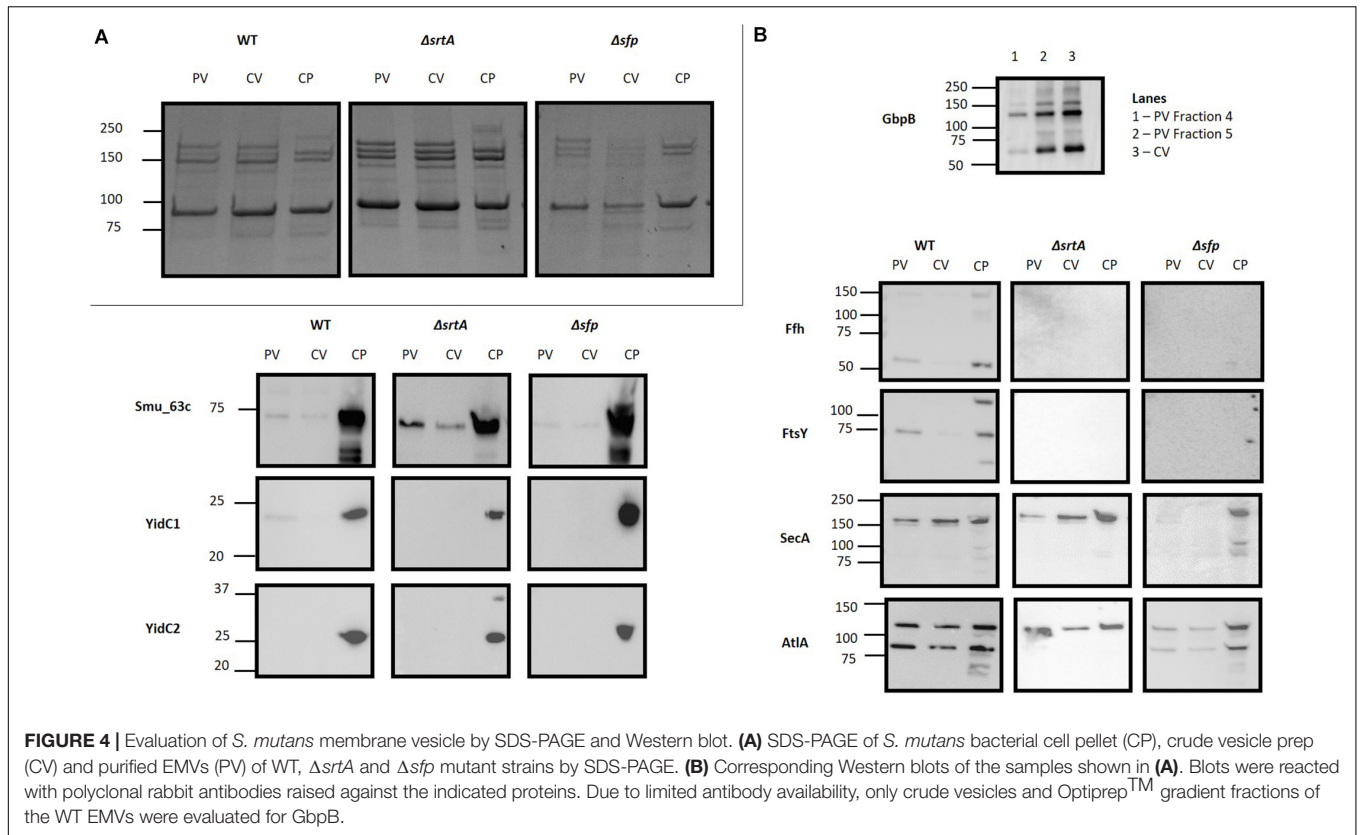 A
WT ΔsrtA Δsfp
PV CV CP PV CV CP PV CV CP
250
150
100
75
B
1 2 3
250
150
100
75
50
GbpB
Lanes
1 – PV Fraction 4
2 – PV Fraction 5
3 – CV
WT ΔsrtA Δsfp
PV CV CP PV CV CP PV CV CP
Smu_63c 75
YidC1 25
20
YidC2 37
25
20
WT ΔsrtA Δsfp
PV CV CP PV CV CP PV CV CP
Ffh 150
100
75
50
FtsY 100
75
SecA 250
150
100
75
AtlA 150
100
75
FIGURE 4 | Evaluation of S. mutans membrane vesicle by SDS-PAGE and Western blot. (A) SDS-PAGE of S. mutans bacterial cell pellet (CP), crude vesicle prep
(CV) and purified EMVs (PV) of WT, ΔsrtA and Δsfp mutant strains by SDS-PAGE. (B) Corresponding Western blots of the samples shown in (A). Blots were reacted
with polyclonal rabbit antibodies raised against the indicated proteins. Due to limited antibody availability, only crude vesicles and Optiprep™ gradient fractions of
the WT EMVs were evaluated for GbpB.